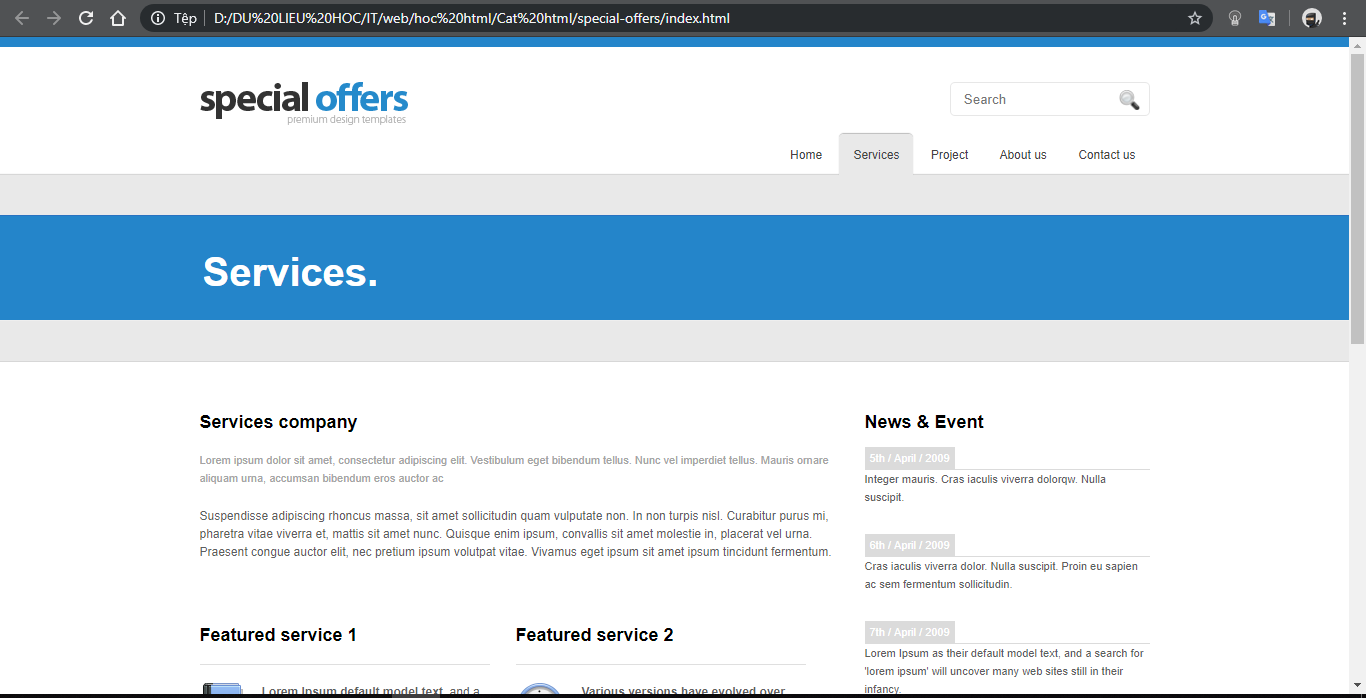 Tệp
D:/DU%20LIEU%20HOC/IT/web/hoc%20html/Cat%20html/special-offers/index.html
special offers
premium design templates
Search
Home
Services
Project
About us
Contact us
Services.
Services company
Lorem ipsum dolor sit amet, consectetur adipiscing elit. Vestibulum eget bibendum tellus. Nunc vel imperdiet tellus. Mauris ornare
aliquam urna, accumsan bibendum eros auctor ac
Suspendisse adipiscing rhoncus massa, sit amet sollicitudin quam vulputate non. In non turpis nisl. Curabitur purus mi,
pharetra vitae viverra et, mattis sit amet nunc. Quisque enim ipsum, convallis sit amet molestie in, placerat vel urna.
Praesent congue auctor elit, nec pretium ipsum volutpat vitae. Vivamus eget ipsum sit amet ipsum tincidunt fermentum.
Featured service 1
Lorem Ipsum default model text, and a
Featured service 2
Various versions have evolved over
News & Event
5th / April / 2009
Integer mauris. Cras iaculis viverra dolorqw. Nulla
suscipit.
6th / April / 2009
Cras iaculis viverra dolor. Nulla suscipit. Proin eu sapien
ac sem fermentum sollicitudin.
7th / April / 2009
Lorem Ipsum as their default model text, and a search for
'lorem ipsum' will uncover many web sites still in their
infancy.